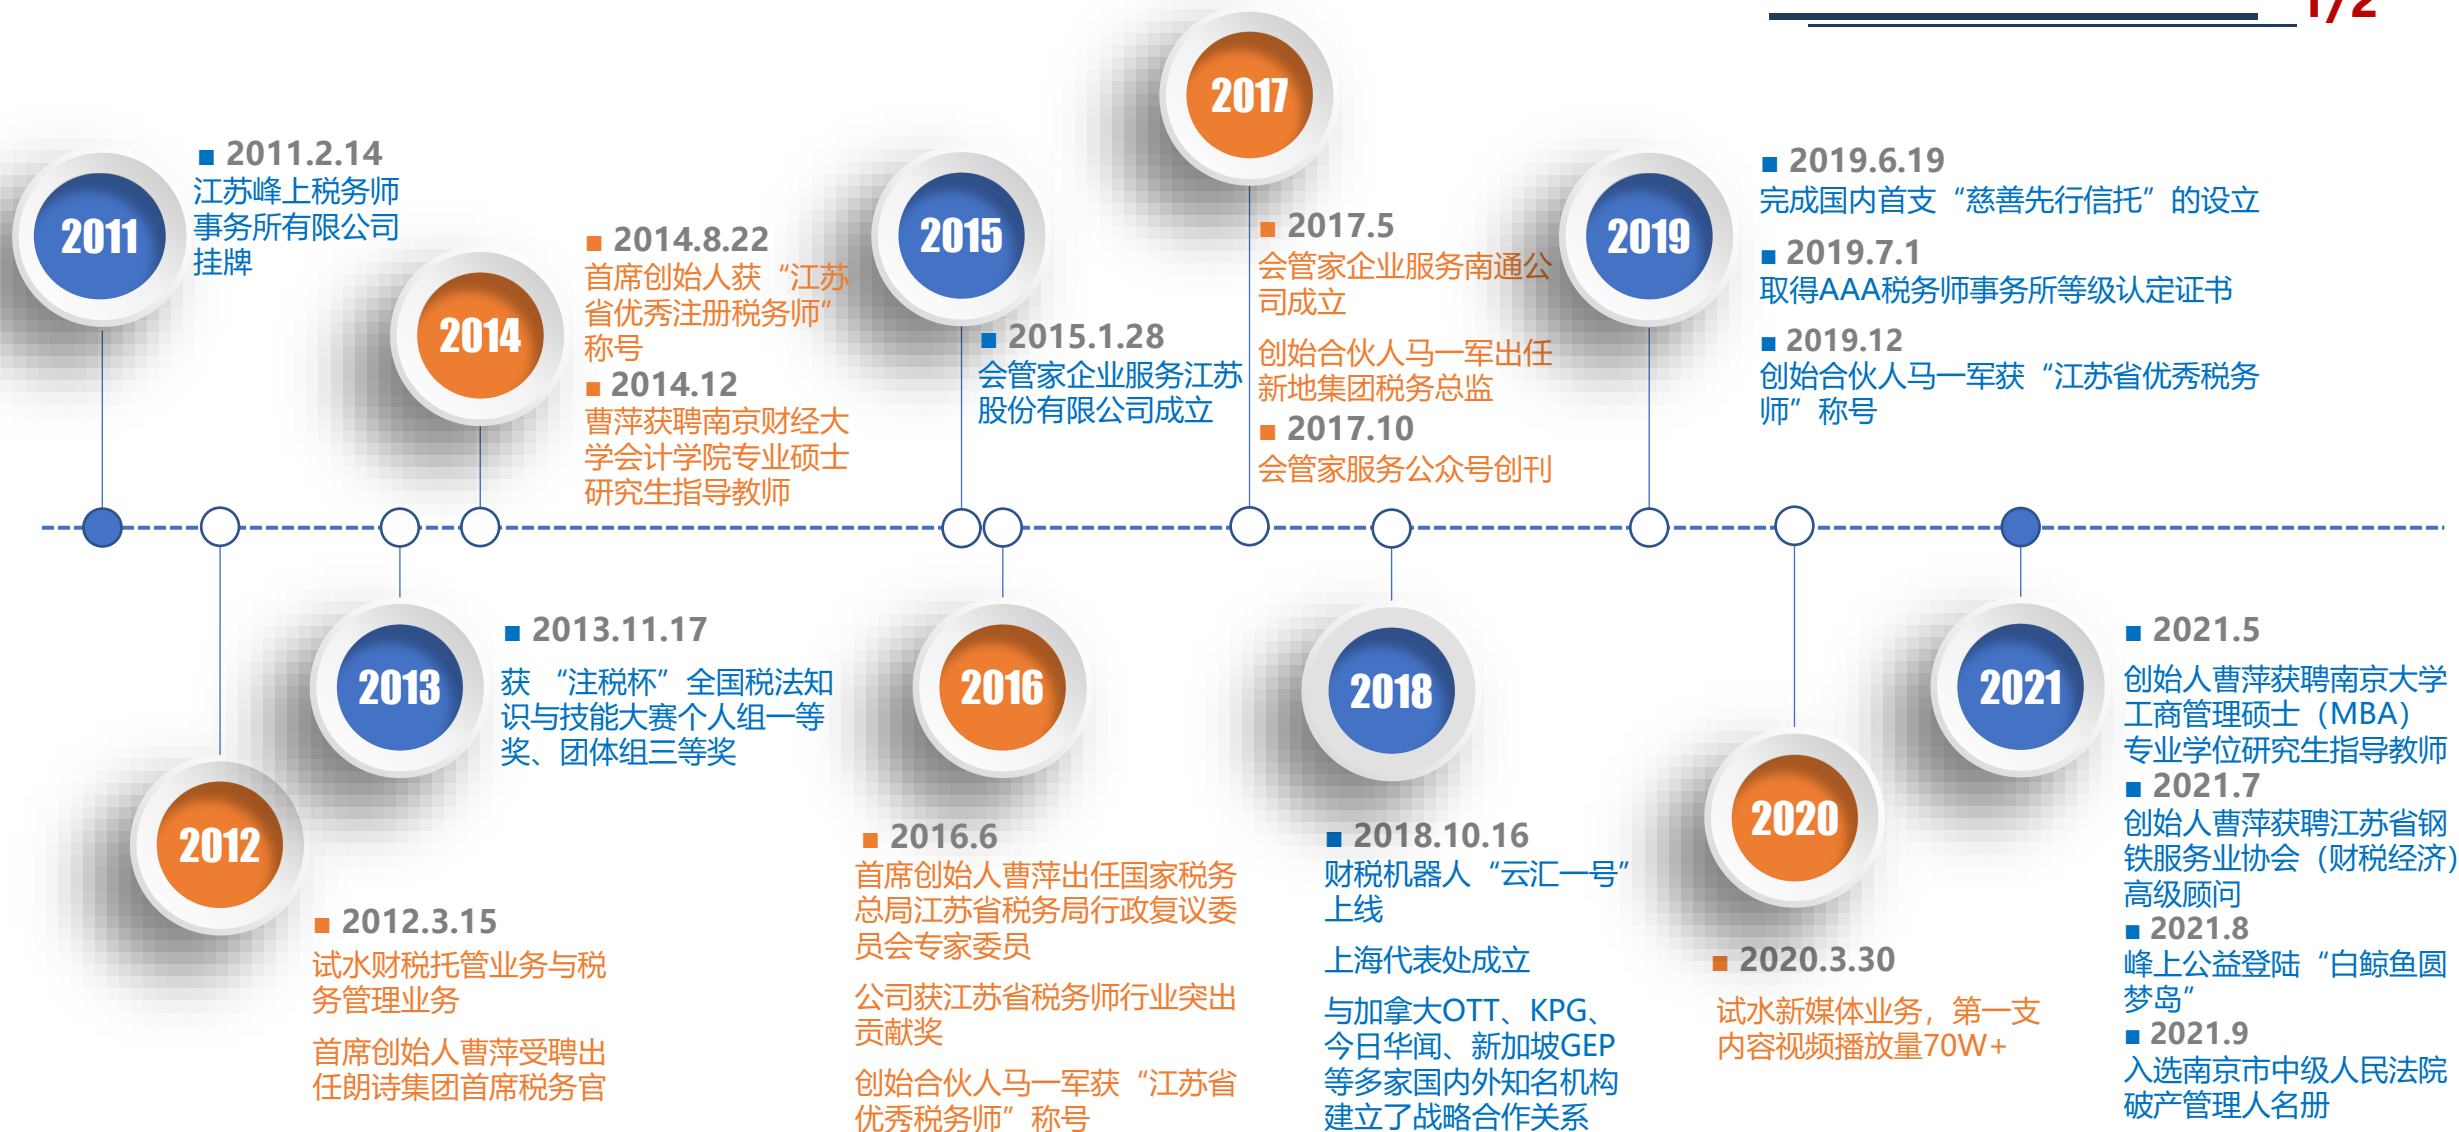 1/2
2011
■ 2011.2.14
江苏峰上税务师
事务所有限公司
挂牌
2012
■ 2012.3.15
试水财税托管业务与税
务管理业务
首席创始人曹萍受聘出
任朗诗集团首席税务官
2013
■ 2013.11.17
获 “注税杯”全国税法知
识与技能大赛个人组一等
奖、团体组三等奖
2014
■ 2014.8.22
首席创始人获“江苏
省优秀注册税务师”
称号
■ 2014.12
曹萍获聘南京财经大
学会计学院专业硕士
研究生指导教师
2015
■ 2015.1.28
会管家企业服务江苏
股份有限公司成立
2016
■ 2016.6
首席创始人曹萍出任国家税务
总局江苏省税务局行政复议委
员会专家委员
公司获江苏省税务师行业突出
贡献奖
创始合伙人马一军获“江苏省
优秀税务师”称号
2017
■ 2017.5
会管家企业服务南通公
司成立
创始合伙人马一军出任
新地集团税务总监
■ 2017.10
会管家服务公众号创刊
2018
■ 2018.10.16
财税机器人“云汇一号”
上线
上海代表处成立
与加拿大OTT、KPG、
今日华闻、新加坡GEP
等多家国内外知名机构
建立了战略合作关系
2019
■ 2019.6.19
完成国内首支“慈善先行信托”的设立
■ 2019.7.1
取得AAA税务师事务所等级认定证书
■ 2019.12
创始合伙人马一军获“江苏省优秀税务
师”称号
2020
■ 2020.3.30
试水新媒体业务，第一支
内容视频播放量70W+
2021
■ 2021.5
创始人曹萍获聘南京大学
工商管理硕士（MBA）
专业学位研究生指导教师
■ 2021.7
创始人曹萍获聘江苏省钢
铁服务业协会（财税经济）
高级顾问
■ 2021.8
峰上公益登陆“白鲸鱼圆
梦岛”
■ 2021.9
入选南京市中级人民法院
破产管理人名册